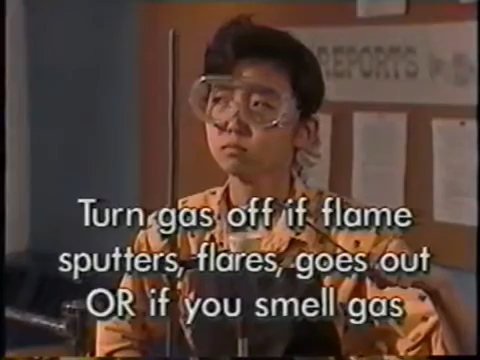 REPORTS
Turn gas off if flame
sputters, flares, goes out
OR if you smell gas